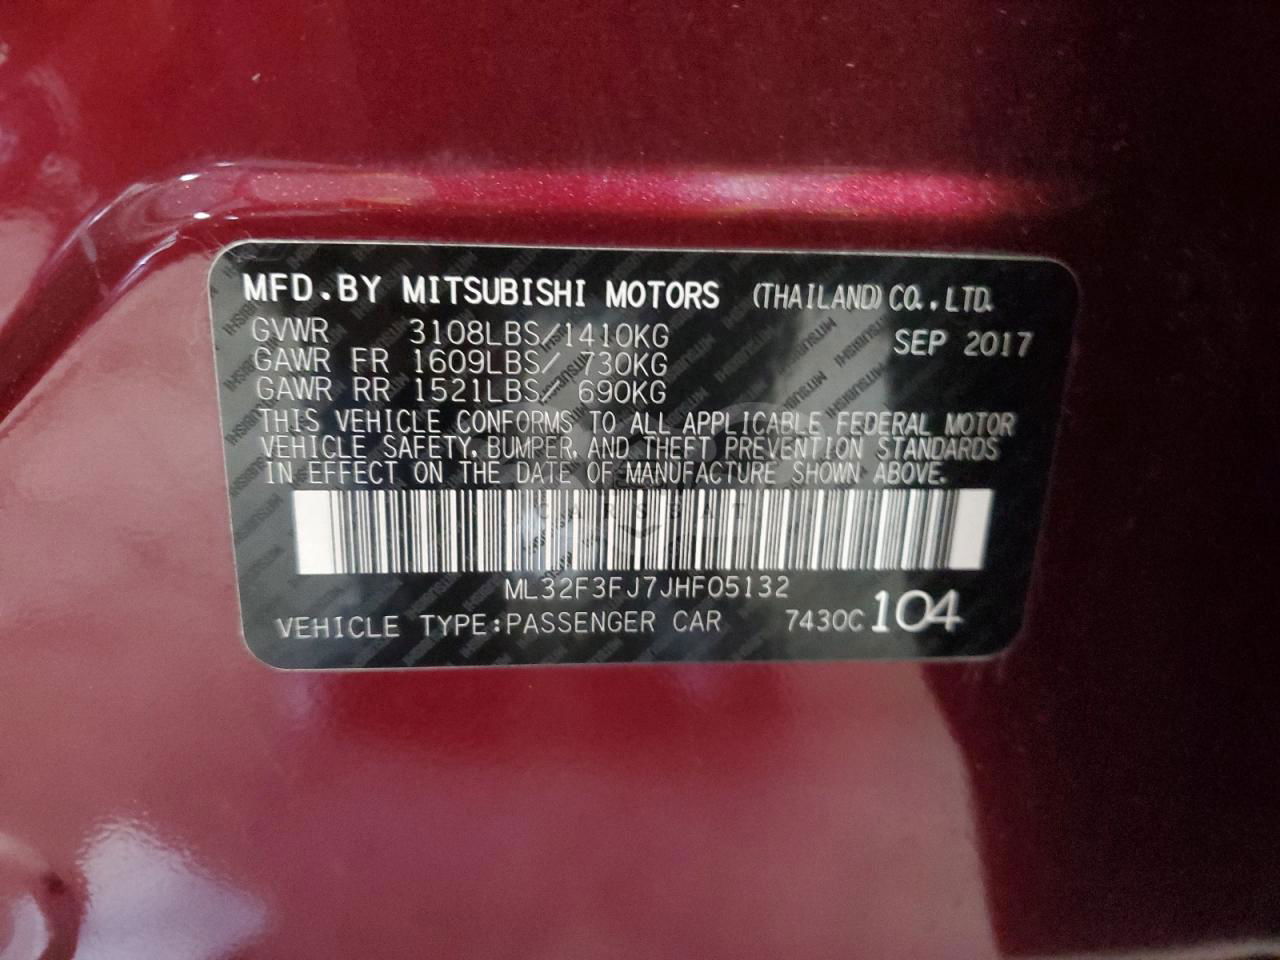 MFD.BY MITSUBISHI MOTORS (THAILAND) CO.,LTD.
GVWR 3108LBS/1410KG SEP 2017
GAWR FR 1609LBS/ 730KG
GAWR RR 1521LBS/ 690KG
THIS VEHICLE CONFORMS TO ALL APPLICABLE FEDERAL MOTOR
VEHICLE SAFETY, BUMPER, AND THEFT PREVENTION STANDARDS
IN EFFECT ON THE DATE OF MANUFACTURE SHOWN ABOVE.
CARSBAT
ML32F3FJ7JHF05132
VEHICLE TYPE:PASSENGER CAR 7430C 104